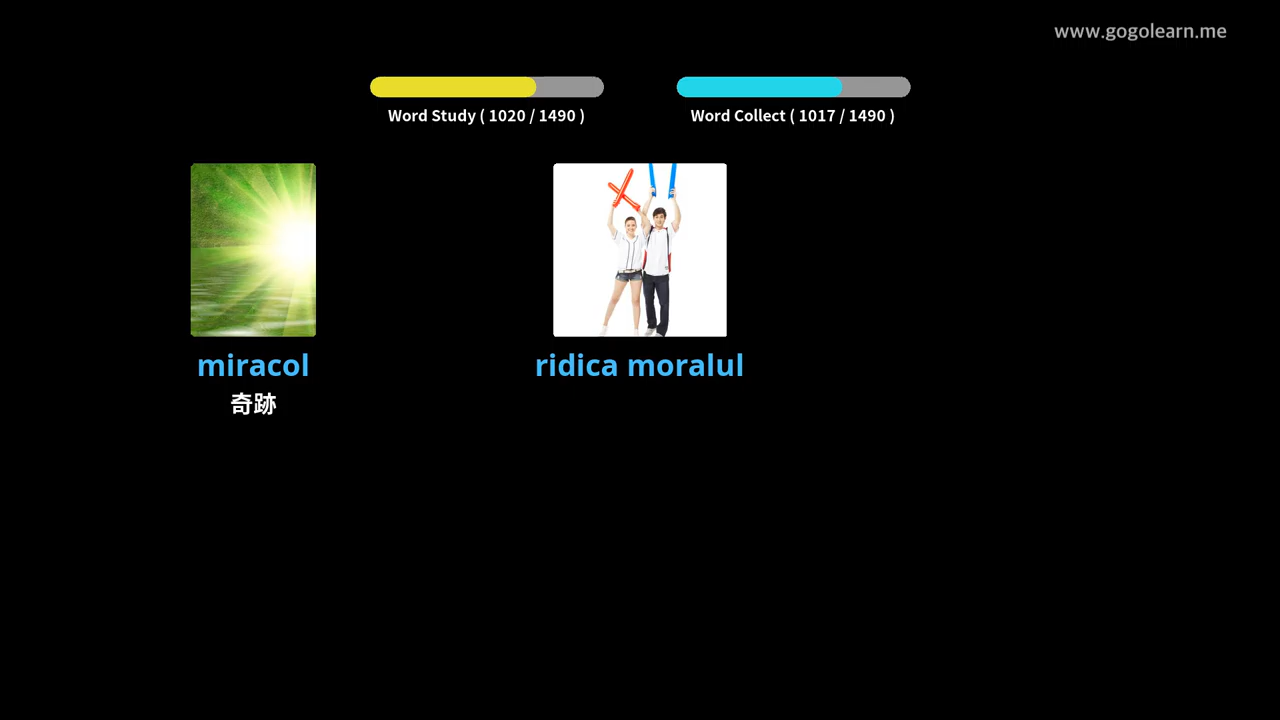 www.gogolearn.me
Word Study ( 1020 / 1490 )
Word Collect ( 1017 / 1490 )
miracol
奇跡
ridica moralul